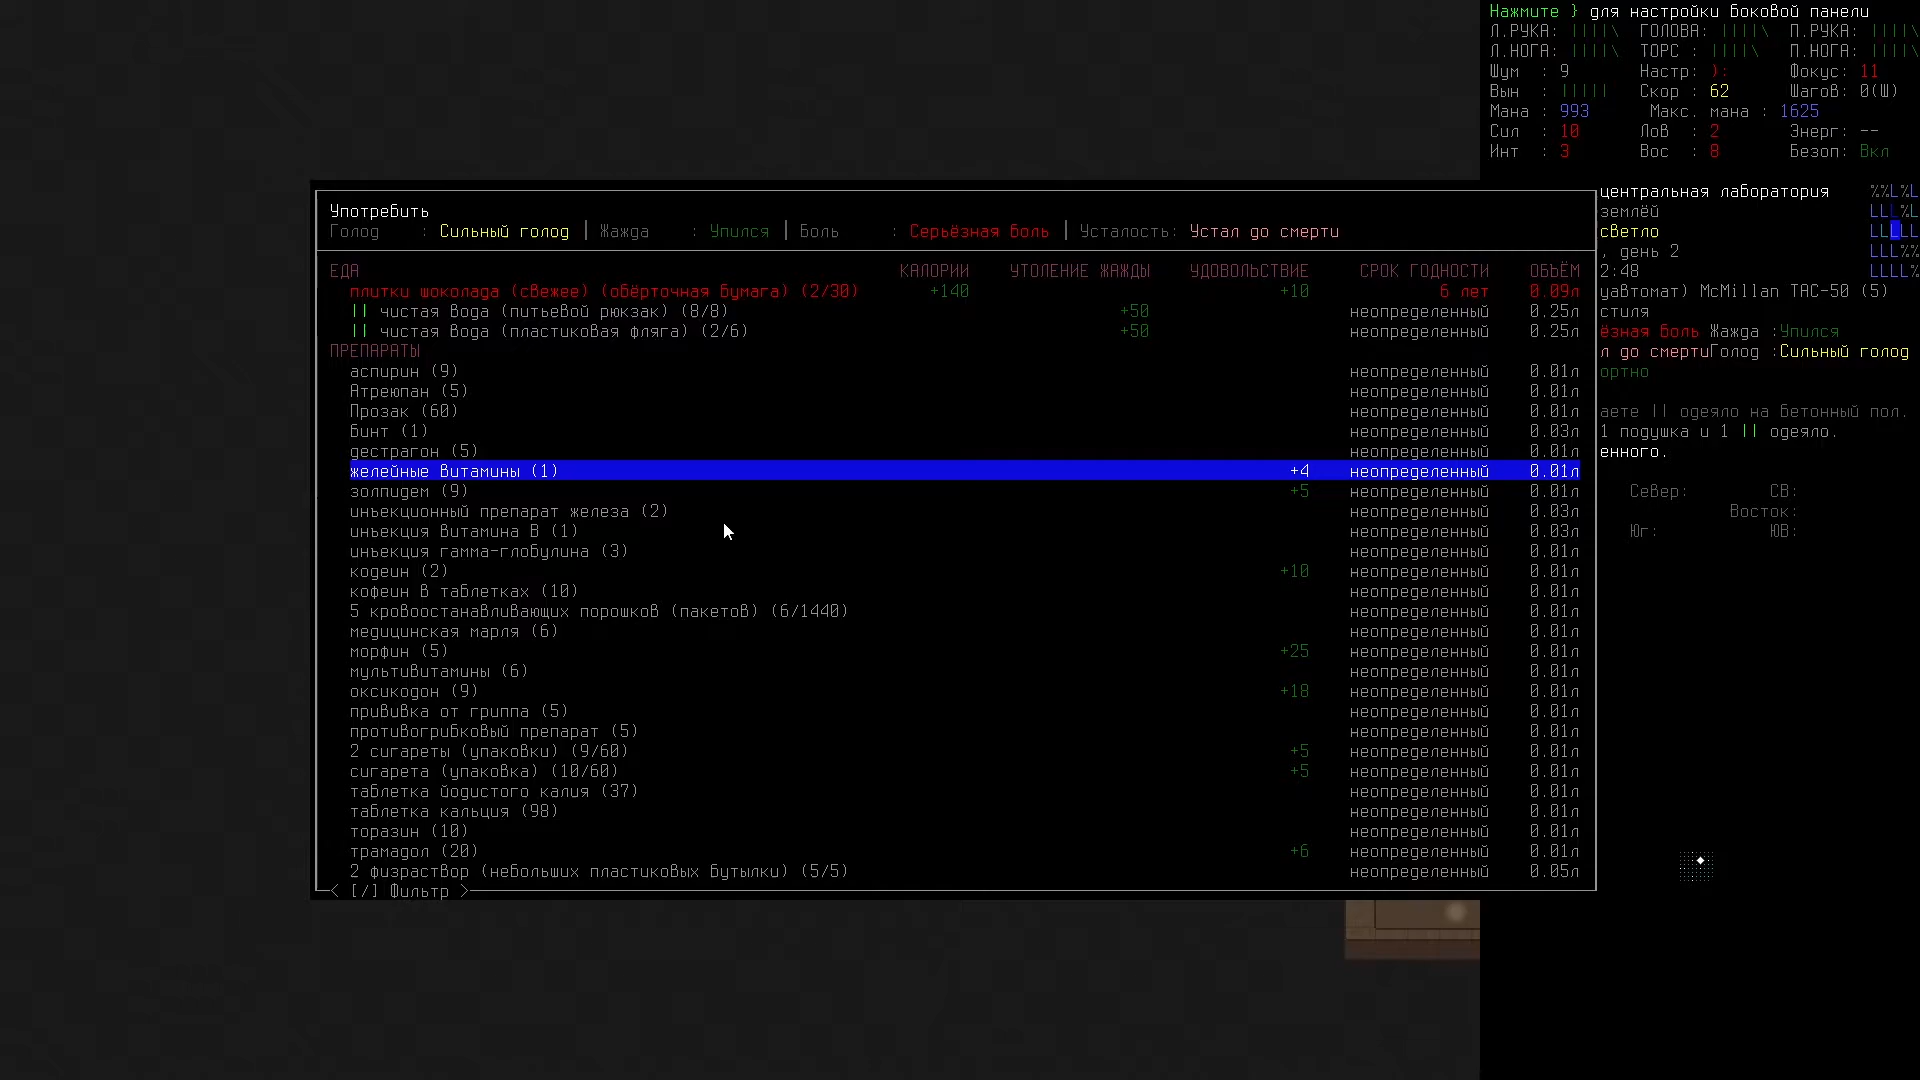 Нажмите } для настройки боковой панели
Л.РУКА: ||||\ ГОЛОВА: ||||\ П.РУКА: ||||\
Л.НОГА: ||||\ ТОРС : ||||\ П.НОГА: ||||\
Шум : 9 Настр: ): Фокус: 11
Вын : ||||| Скор : 62 Шагов: 0(Ш)
Мана : 993 Макс. мана : 1625
Сил : 10 Лов : 2 Энерг: --
Инт : 3 Вос : 8 Безоп: Вкл
центральная лаборатория %%L%L
землёй LLL%L
светло LLLLL
, день 2 LLL%%
2:48 LLLL%
уавтомат) McMillan TAC-50 (5)
стиля
ёзная боль Жажда :Упился
л до смертиГолод :Сильный голод
ортно
аете || одеяло на Бетонный пол.
1 подушка и 1 || одеяло.
енного.
Север: СВ:
Восток:
Юг: ЮВ:
Употребить
Голод : Сильный голод | Жажда : Упился | Боль : Серьёзная боль | Усталость: Устал до смерти
ЕДА КАЛОРИИ УТОЛЕНИЕ ЖАЖДЫ УДОВОЛЬСТВИЕ СРОК ГОДНОСТИ ОБЪЁМ
плитки шоколада (свежее) (обёрточная бумага) (2/30) +140 +10 6 лет 0.09л
|| чистая вода (питьевой рюкзак) (8/8) +50 неопределенный 0.25л
|| чистая вода (пластиковая фляга) (2/6) +50 неопределенный 0.25л
ПРЕПАРАТЫ
аспирин (9) неопределенный 0.01л
Атреюпан (5) неопределенный 0.01л
Прозак (60) неопределенный 0.01л
бинт (1) неопределенный 0.03л
дестрагон (5) неопределенный 0.01л
желейные витамины (1) +4 неопределенный 0.01л
золпидем (9) +5 неопределенный 0.01л
инъекционный препарат железа (2) неопределенный 0.03л
инъекция витамина B (1) неопределенный 0.03л
инъекция гамма-глобулина (3) неопределенный 0.01л
кодеин (2) +10 неопределенный 0.01л
кофеин в таблетках (10) неопределенный 0.01л
5 кровоостанавливающих порошков (пакетов) (6/1440) неопределенный 0.01л
медицинская марля (6) неопределенный 0.01л
морфин (5) +25 неопределенный 0.01л
мультивитамины (6) неопределенный 0.01л
оксикодон (9) +18 неопределенный 0.01л
прививка от гриппа (5) неопределенный 0.01л
противогрибковый препарат (5) неопределенный 0.01л
2 сигареты (упаковки) (9/60) +5 неопределенный 0.01л
сигарета (упаковка) (10/60) +5 неопределенный 0.01л
таблетка йодистого калия (37) неопределенный 0.01л
таблетка кальция (98) неопределенный 0.01л
торазин (10) неопределенный 0.01л
трамадол (20) +6 неопределенный 0.01л
2 физраствор (небольших пластиковых бутылки) (5/5) неопределенный 0.05л
< [/] Фильтр >